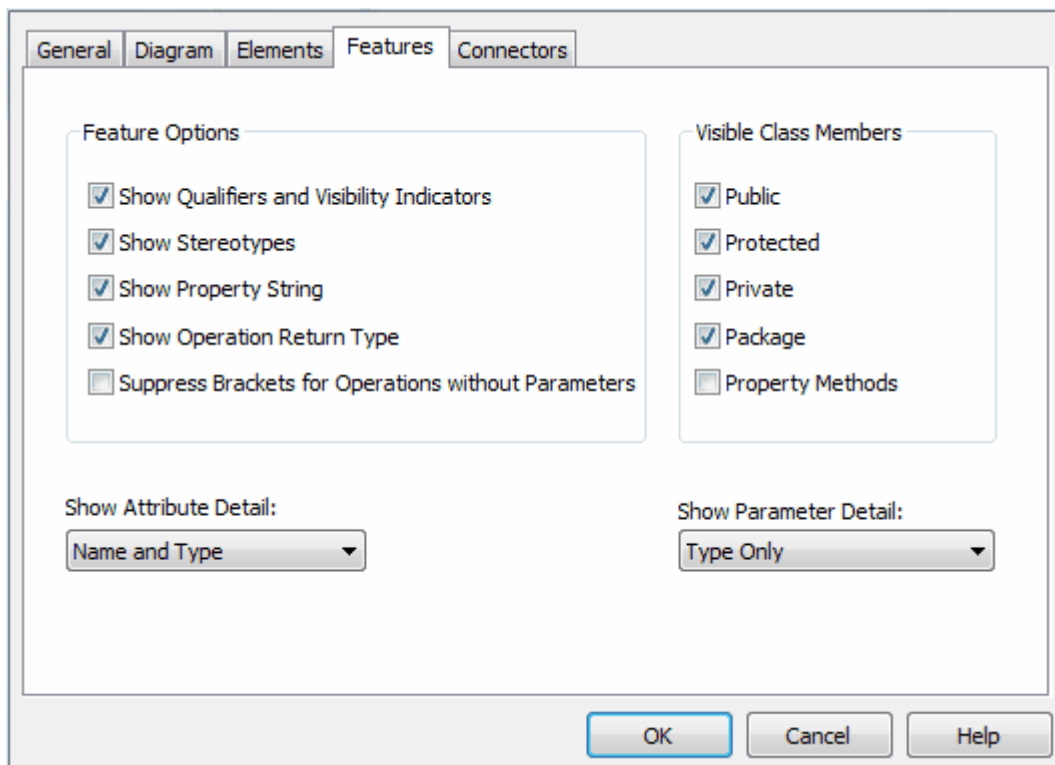 General Diagram Elements Features Connectors
Feature Options
Show Qualifiers and Visibility Indicators
Show Stereotypes
Show Property String
Show Operation Return Type
Suppress Brackets for Operations without Parameters
Visible Class Members
Public
Protected
Private
Package
Property Methods
Show Attribute Detail:
Name and Type
Show Parameter Detail:
Type Only
OK Cancel Help